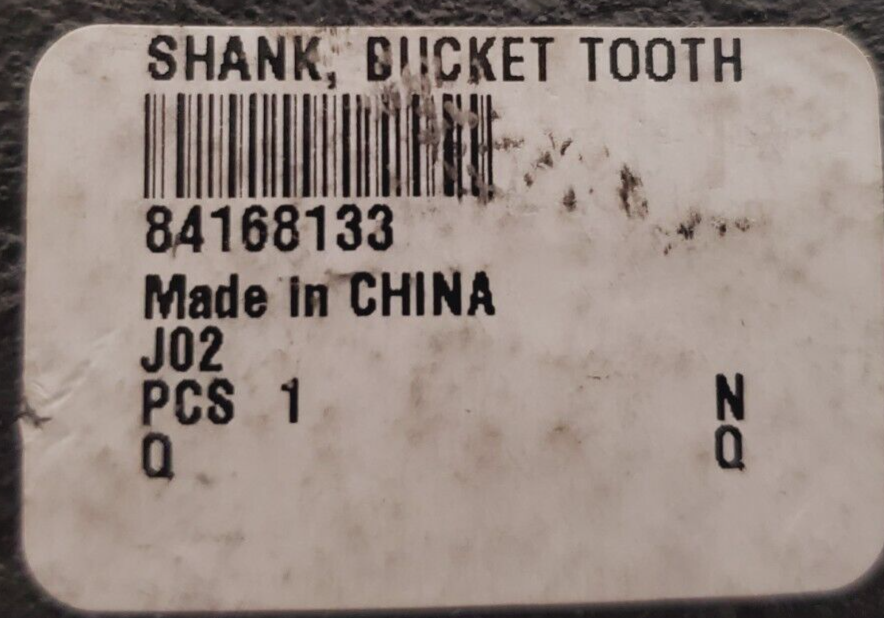 SHANK, BUCKET TOOTH
84168133
Made in CHINA
J02
PCS 1 N
Q Q